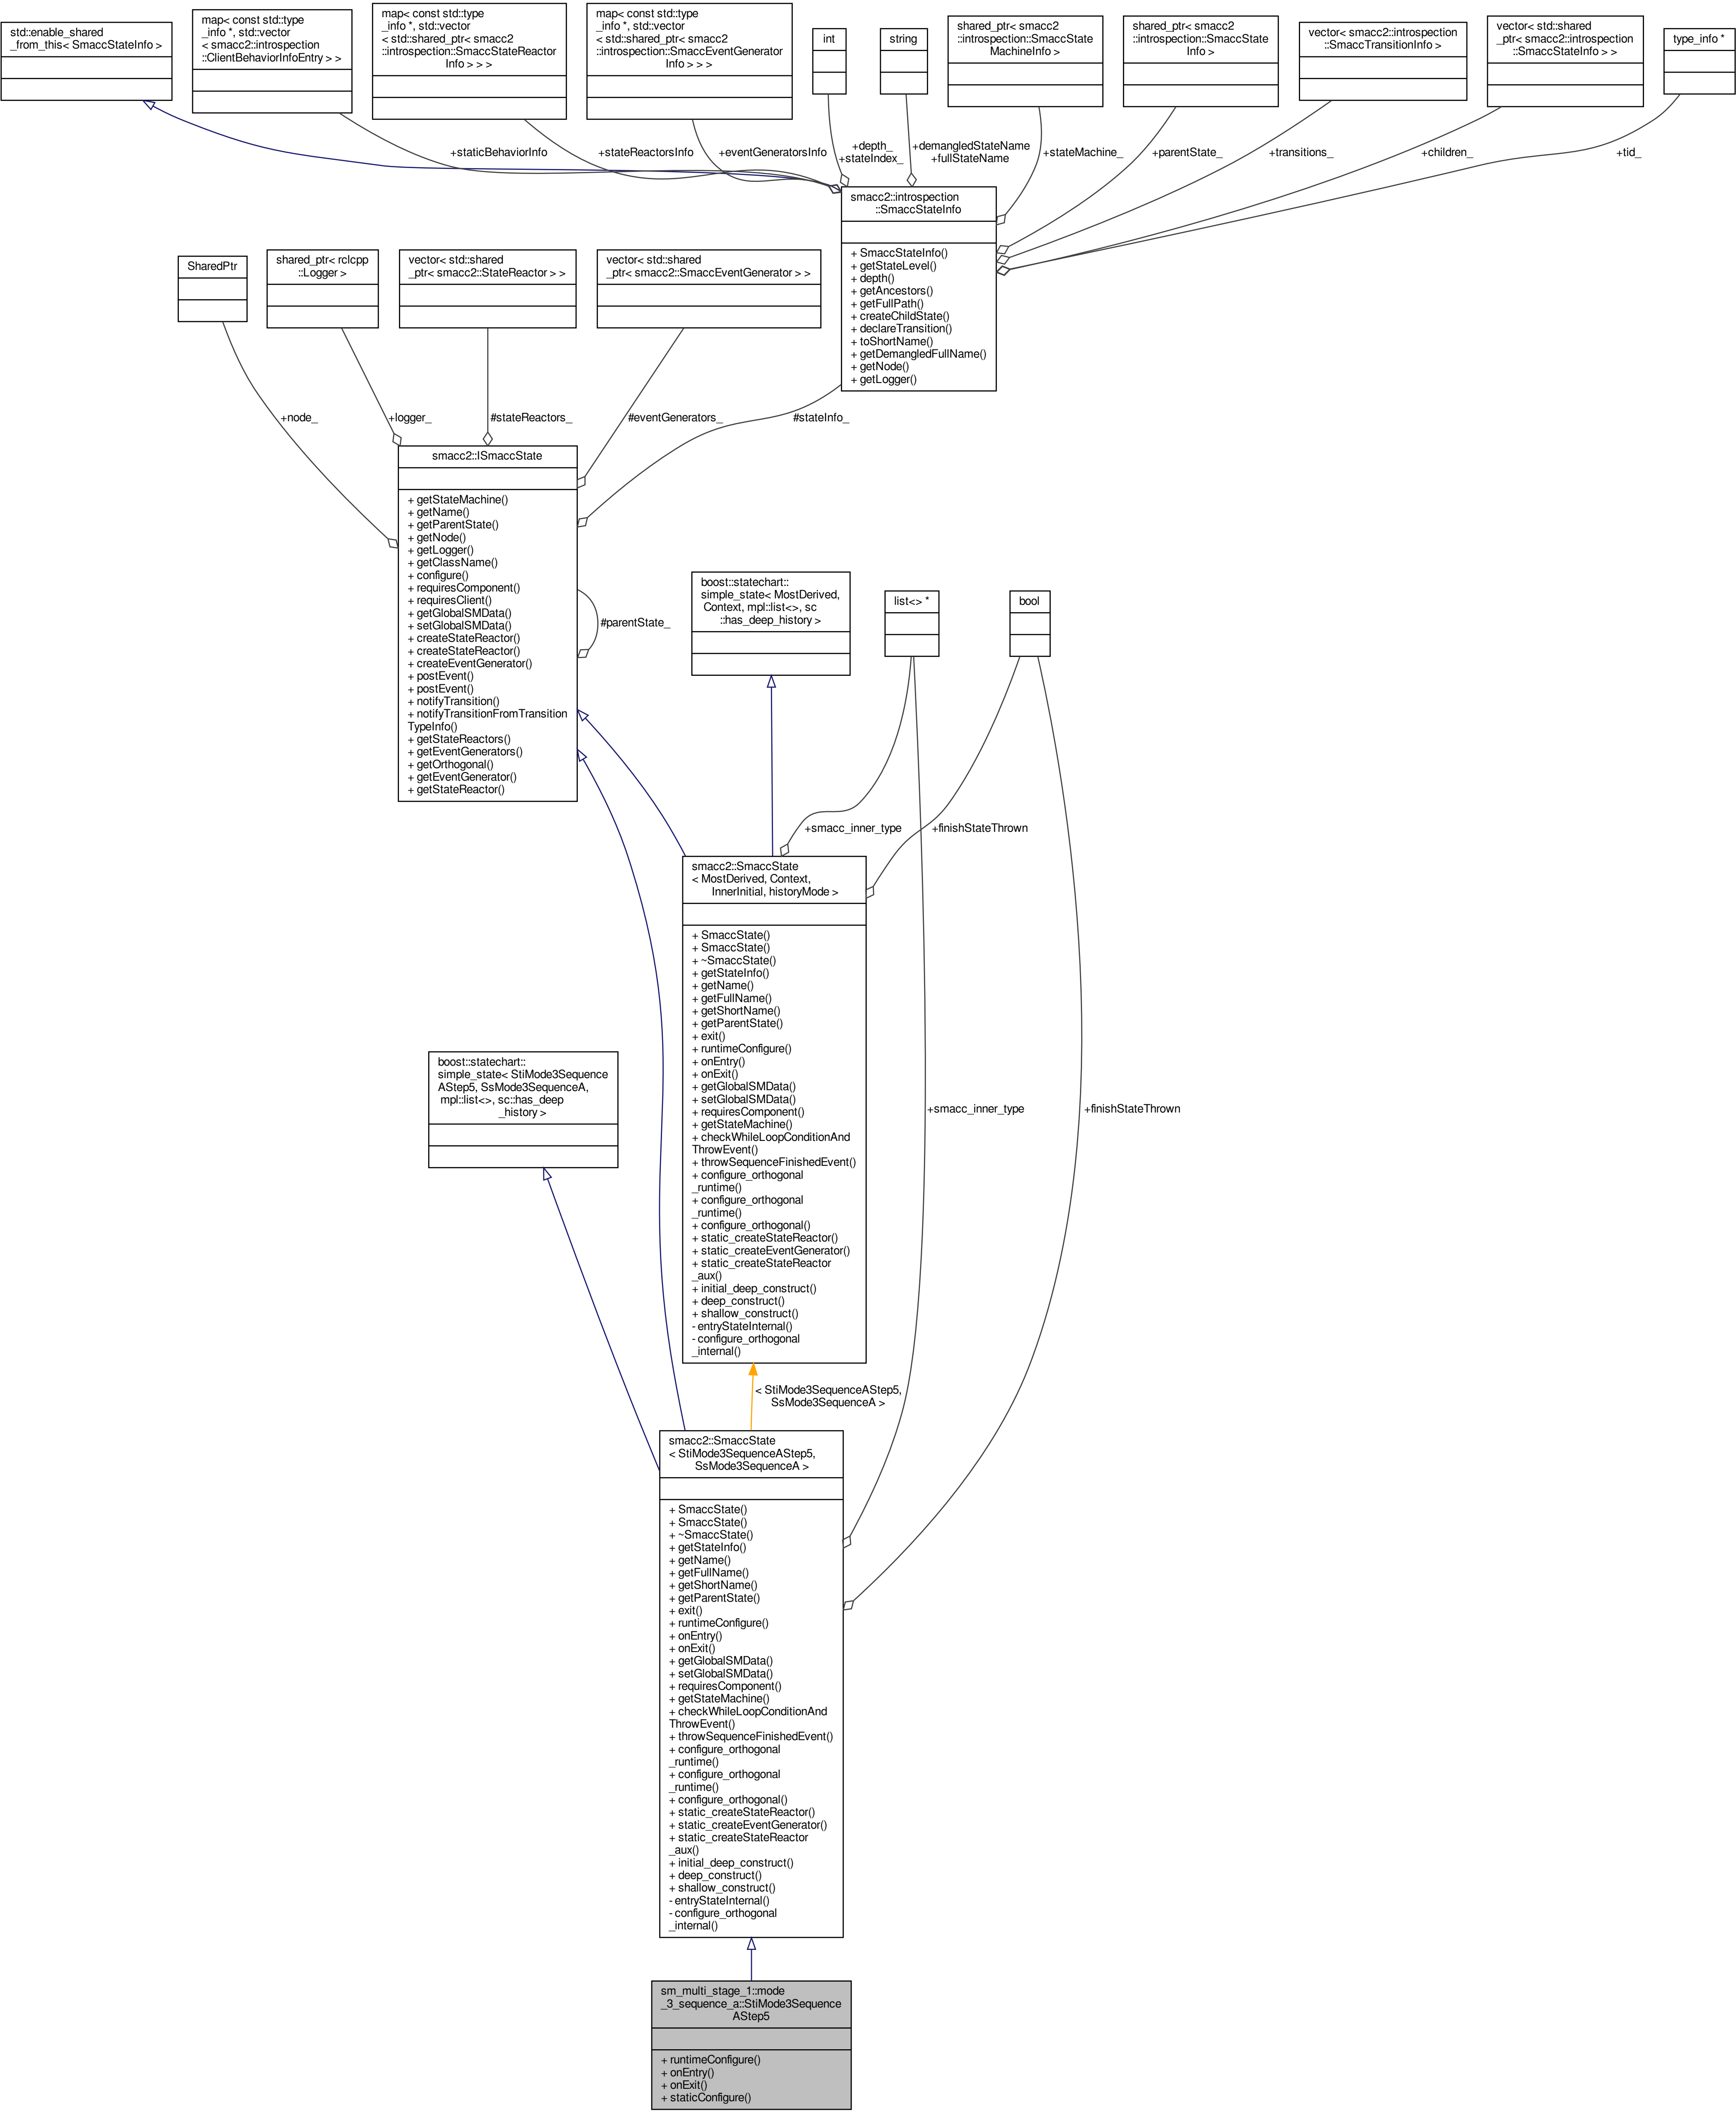 std::enable_shared
_from_this< SmaccStateInfo >
map< const std::type
_info *, std::vector
< smacc2::introspection
::ClientBehaviorInfoEntry > >
map< const std::type
_info *, std::vector
< std::shared_ptr< smacc2
::introspection::SmaccStateReactor
Info > > >
map< const std::type
_info *, std::vector
< std::shared_ptr< smacc2
::introspection::SmaccEventGenerator
Info > > >
int
string
shared_ptr< smacc2
::introspection::SmaccState
MachineInfo >
shared_ptr< smacc2
::introspection::SmaccState
Info >
vector< smacc2::introspection
::SmaccTransitionInfo >
vector< std::shared
_ptr< smacc2::introspection
::SmaccStateInfo > >
type_info *
+staticBehaviorInfo
+stateReactorsInfo
+eventGeneratorsInfo
+depth_
+stateIndex_
+demangledStateName
+fullStateName
+stateMachine_
+parentState_
+transitions_
+children_
+tid_
smacc2::introspection
::SmaccStateInfo
+ SmaccStateInfo()
+ getStateLevel()
+ depth()
+ getAncestors()
+ getFullPath()
+ createChildState()
+ declareTransition()
+ toShortName()
+ getDemangledFullName()
+ getNode()
+ getLogger()
SharedPtr
shared_ptr< rclcpp
::Logger >
vector< std::shared
_ptr< smacc2::StateReactor > >
vector< std::shared
_ptr< smacc2::SmaccEventGenerator > >
+node_
+logger_
#stateReactors_
#eventGenerators_
#stateInfo_
smacc2::ISmaccState
+ getStateMachine()
+ getName()
+ getParentState()
+ getNode()
+ getLogger()
+ getClassName()
+ configure()
+ requiresComponent()
+ requiresClient()
+ getGlobalSMData()
+ setGlobalSMData()
+ createStateReactor()
+ createStateReactor()
+ createEventGenerator()
+ postEvent()
+ postEvent()
+ notifyTransition()
+ notifyTransitionFromTransition
TypeInfo()
+ getStateReactors()
+ getEventGenerators()
+ getOrthogonal()
+ getEventGenerator()
+ getStateReactor()
#parentState_
boost::statechart::
simple_state< MostDerived,
Context, mpl::list<>, sc
::has_deep_history >
list<> *
bool
+smacc_inner_type
+finishStateThrown
smacc2::SmaccState
< MostDerived, Context,
InnerInitial, historyMode >
+ SmaccState()
+ SmaccState()
+ ~SmaccState()
+ getStateInfo()
+ getName()
+ getFullName()
+ getShortName()
+ getParentState()
+ exit()
+ runtimeConfigure()
+ onEntry()
+ onExit()
+ getGlobalSMData()
+ setGlobalSMData()
+ requiresComponent()
+ getStateMachine()
+ checkWhileLoopConditionAnd
ThrowEvent()
+ throwSequenceFinishedEvent()
+ configure_orthogonal
_runtime()
+ configure_orthogonal
_runtime()
+ configure_orthogonal()
+ static_createStateReactor()
+ static_createEventGenerator()
+ static_createStateReactor
_aux()
+ initial_deep_construct()
+ deep_construct()
+ shallow_construct()
- entryStateInternal()
- configure_orthogonal
_internal()
boost::statechart::
simple_state< StiMode3Sequence
AStep5, SsMode3SequenceA,
mpl::list<>, sc::has_deep
_history >
+smacc_inner_type
+finishStateThrown
< StiMode3SequenceAStep5,
SsMode3SequenceA >
smacc2::SmaccState
< StiMode3SequenceAStep5,
SsMode3SequenceA >
+ SmaccState()
+ SmaccState()
+ ~SmaccState()
+ getStateInfo()
+ getName()
+ getFullName()
+ getShortName()
+ getParentState()
+ exit()
+ runtimeConfigure()
+ onEntry()
+ onExit()
+ getGlobalSMData()
+ setGlobalSMData()
+ requiresComponent()
+ getStateMachine()
+ checkWhileLoopConditionAnd
ThrowEvent()
+ throwSequenceFinishedEvent()
+ configure_orthogonal
_runtime()
+ configure_orthogonal
_runtime()
+ configure_orthogonal()
+ static_createStateReactor()
+ static_createEventGenerator()
+ static_createStateReactor
_aux()
+ initial_deep_construct()
+ deep_construct()
+ shallow_construct()
- entryStateInternal()
- configure_orthogonal
_internal()
sm_multi_stage_1::mode
_3_sequence_a::StiMode3Sequence
AStep5
+ runtimeConfigure()
+ onEntry()
+ onExit()
+ staticConfigure()